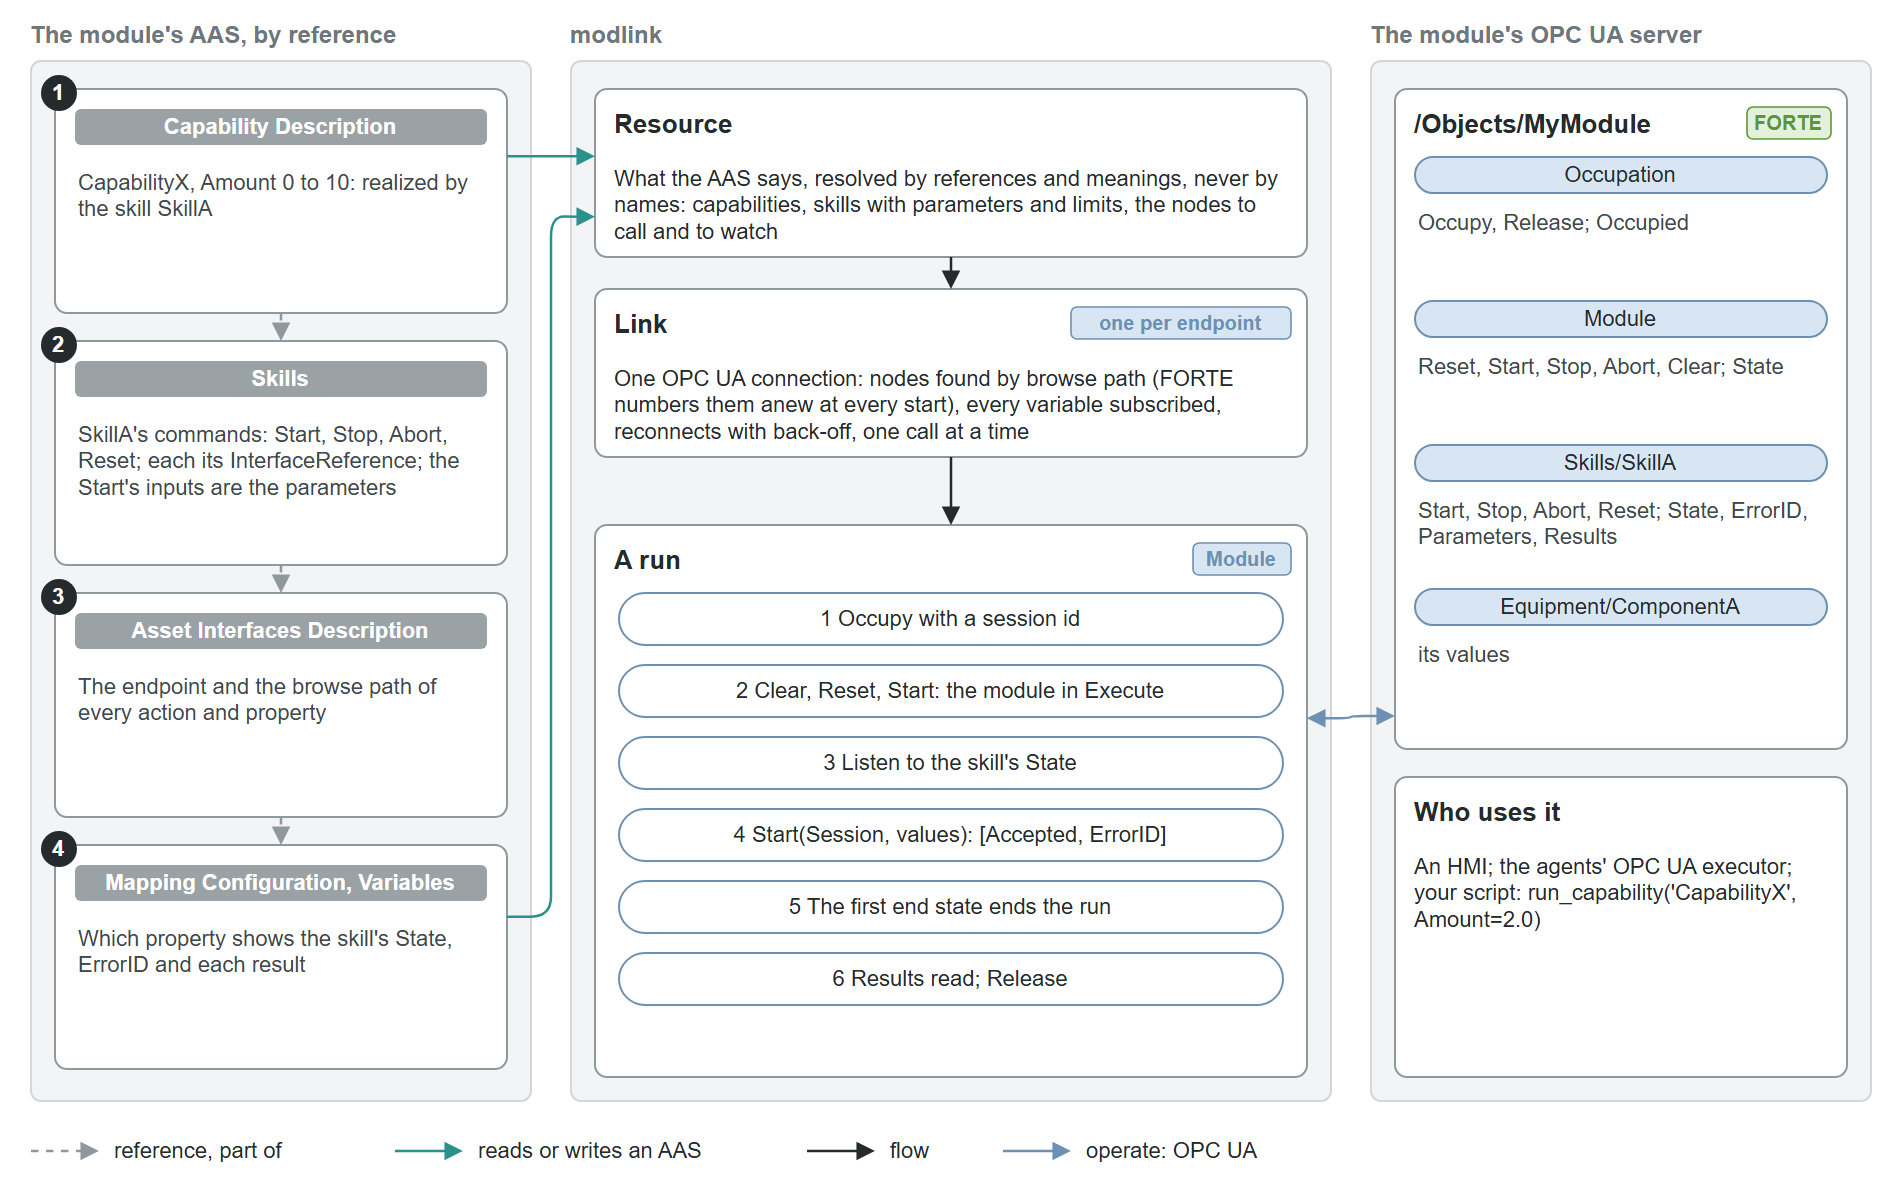 The module's AAS, by reference
1
Capability Description
CapabilityX, Amount 0 to 10: realized by
the skill SkillA
2
Skills
SkillA's commands: Start, Stop, Abort,
Reset; each its InterfaceReference; the
Start's inputs are the parameters
3
Asset Interfaces Description
The endpoint and the browse path of
every action and property
4
Mapping Configuration, Variables
Which property shows the skill's State,
ErrorID and each result
modlink
Resource
What the AAS says, resolved by references and meanings, never by
names: capabilities, skills with parameters and limits, the nodes to
call and to watch
Link
one per endpoint
One OPC UA connection: nodes found by browse path (FORTE
numbers them anew at every start), every variable subscribed,
reconnects with back-off, one call at a time
A run
Module
1 Occupy with a session id
2 Clear, Reset, Start: the module in Execute
3 Listen to the skill's State
4 Start(Session, values): [Accepted, ErrorID]
5 The first end state ends the run
6 Results read; Release
The module's OPC UA server
/Objects/MyModule
FORTE
Occupation
Occupy, Release; Occupied
Module
Reset, Start, Stop, Abort, Clear; State
Skills/SkillA
Start, Stop, Abort, Reset; State, ErrorID,
Parameters, Results
Equipment/ComponentA
its values
Who uses it
An HMI; the agents' OPC UA executor;
your script: run_capability('CapabilityX',
Amount=2.0)
reference, part of
reads or writes an AAS
flow
operate: OPC UA